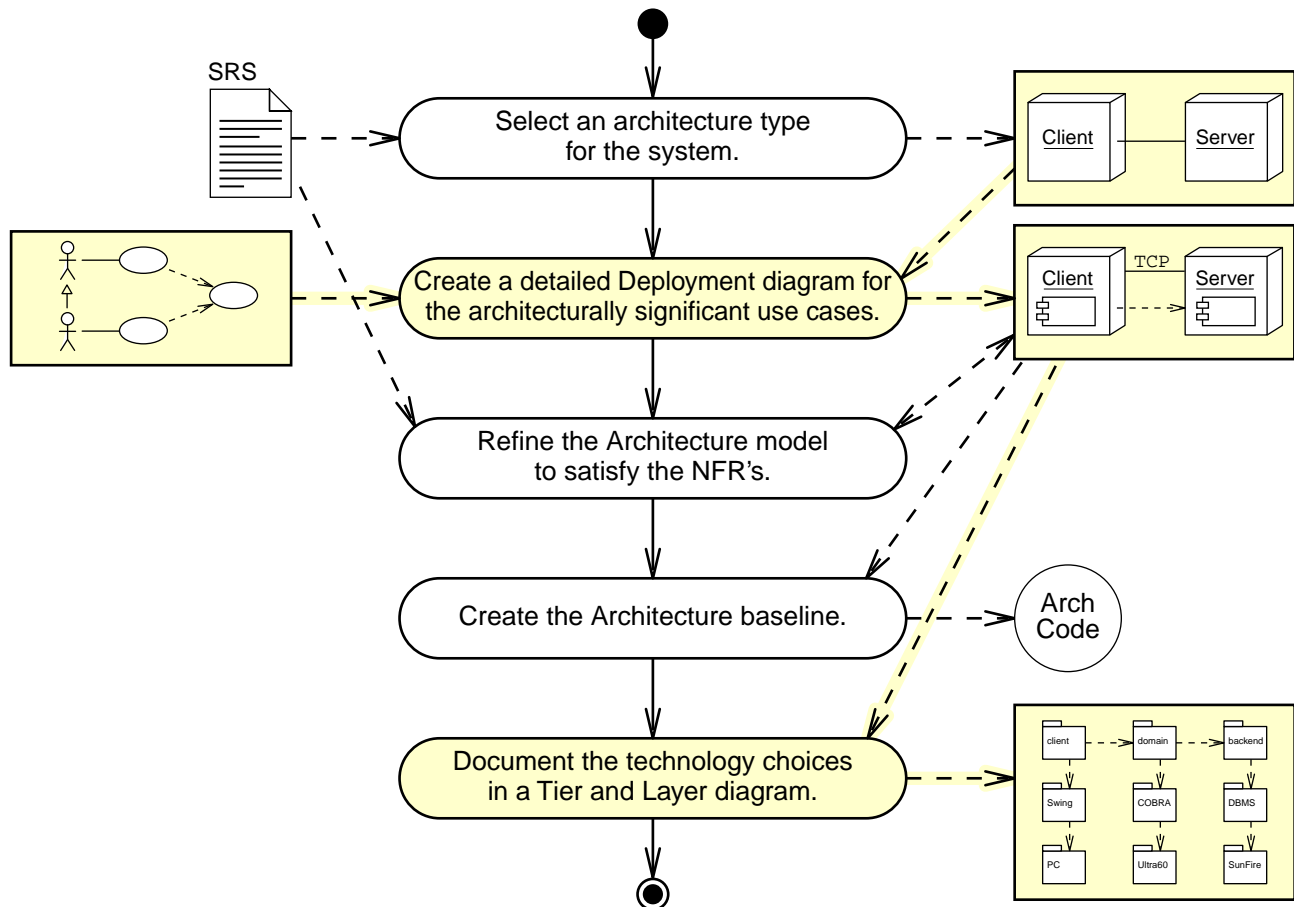 SRS
Select an architecture type
for the system.
Client
Server
Create a detailed Deployment diagram for
the architecturally significant use cases.
TCP
Client
Server
Refine the Architecture model
to satisfy the NFR's.
Create the Architecture baseline.
Arch
Code
Document the technology choices
in a Tier and Layer diagram.
client
domain
backend
Swing
COBRA
DBMS
PC
Ultra60
SunFire